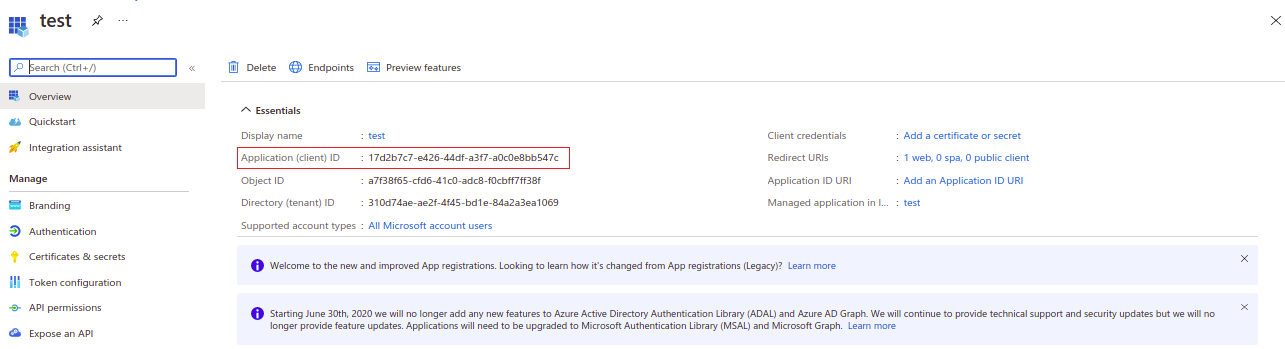 test
Search (Ctrl+/)
«
Overview
Quickstart
Integration assistant
Manage
Branding
Authentication
Certificates & secrets
Token configuration
API permissions
Expose an API
Delete Endpoints Preview features
Essentials
Display name : test
Application (client) ID : 17d2b7c7-e426-44df-a3f7-a0c0e8bb547c
Object ID : a7f38f65-cfd6-41c0-adc8-f0cbff7ff38f
Directory (tenant) ID : 310d74ae-ae2f-4f45-bd1e-84a2a3ea1069
Supported account types : All Microsoft account users
Client credentials : Add a certificate or secret
Redirect URIs : 1 web, 0 spa, 0 public client
Application ID URI : Add an Application ID URI
Managed application in l... : test
Welcome to the new and improved App registrations. Looking to learn how it's changed from App registrations (Legacy)? Learn more
Starting June 30th, 2020 we will no longer add any new features to Azure Active Directory Authentication Library (ADAL) and Azure AD Graph. We will continue to provide technical support and security updates but we will no
longer provide feature updates. Applications will need to be upgraded to Microsoft Authentication Library (MSAL) and Microsoft Graph. Learn more